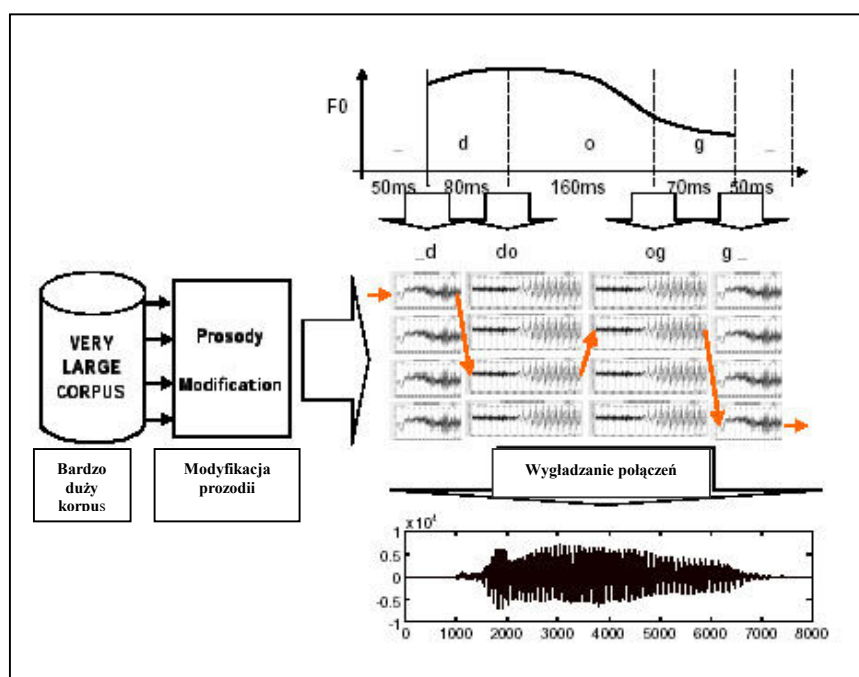 F0
_ d o g _
50ms 80ms 160ms 70ms 50ms
_d do og g_
VERY
LARGE
CORPUS
Prosody
Modification
Bardzo
duży
korpus
Modyfikacja
prozodii
Wygładzanie połączeń
x10⁴
1
0.5
0
-0.5
-1
0 1000 2000 3000 4000 5000 6000 7000 8000